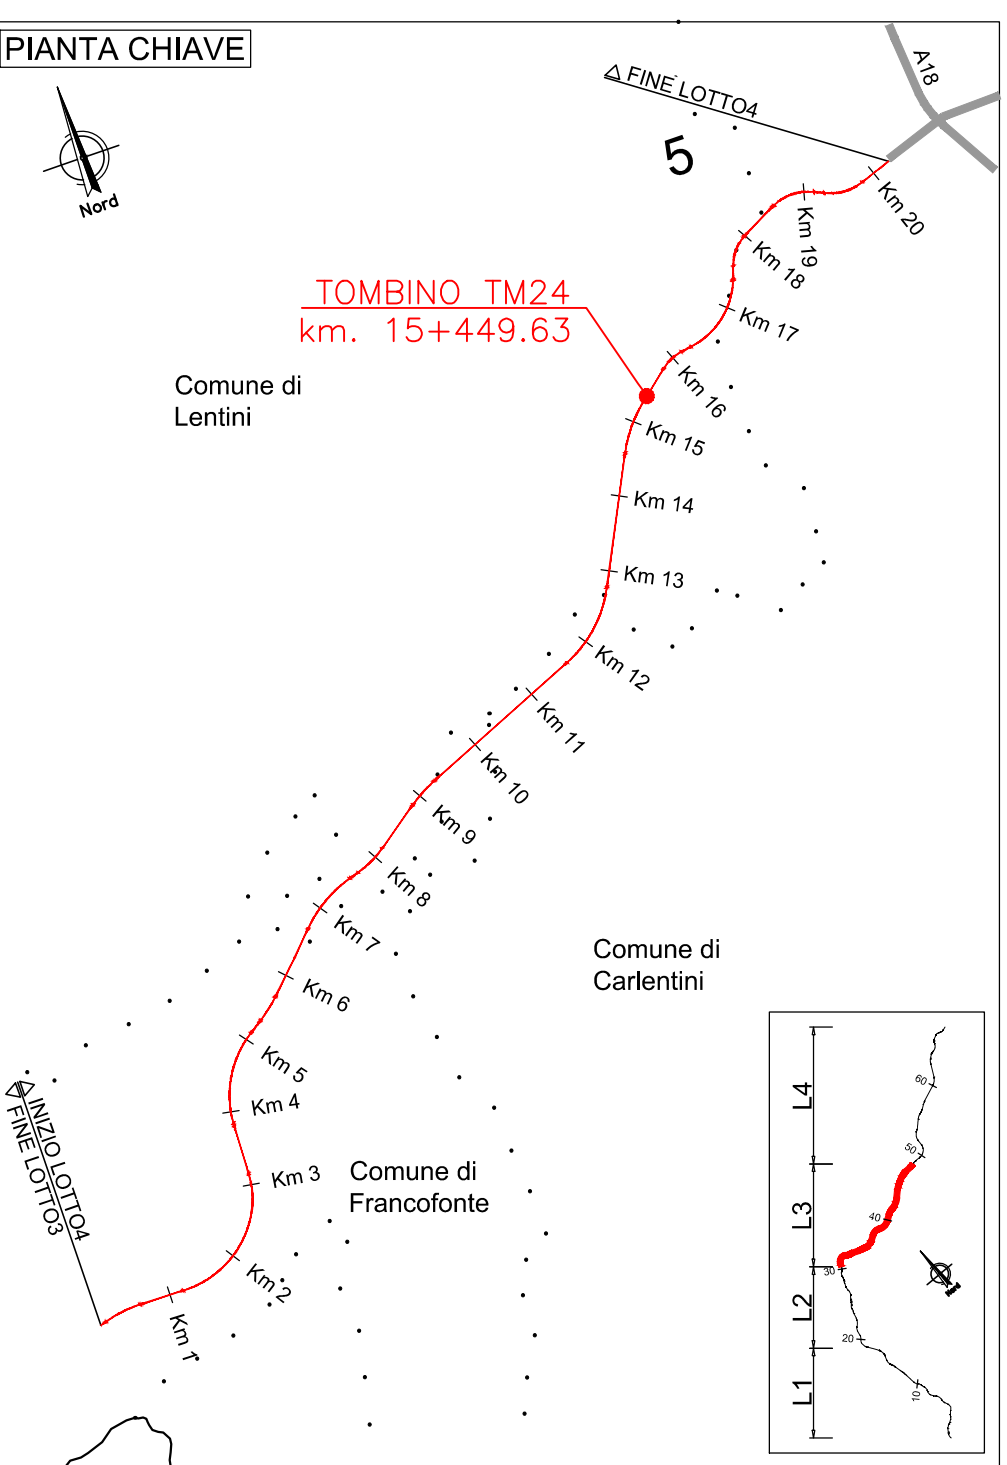 PIANTA CHIAVE
Nord
FINE LOTTO4
A18
5
Km 20
Km 19
Km 18
Km 17
TOMBINO TM24
km. 15+449.63
Km 16
Comune di
Lentini
Km 15
Km 14
Km 13
Km 12
Km 11
Km 10
Km 9
Km 8
Km 7
Comune di
Carlentini
Km 6
Km 5
Km 4
INIZIO LOTTO4
FINE LOTTO3
Km 3
Comune di
Francofonte
Km 2
Km 1
L4
60
50
L3
40
30
Nord
L2
20
L1
10